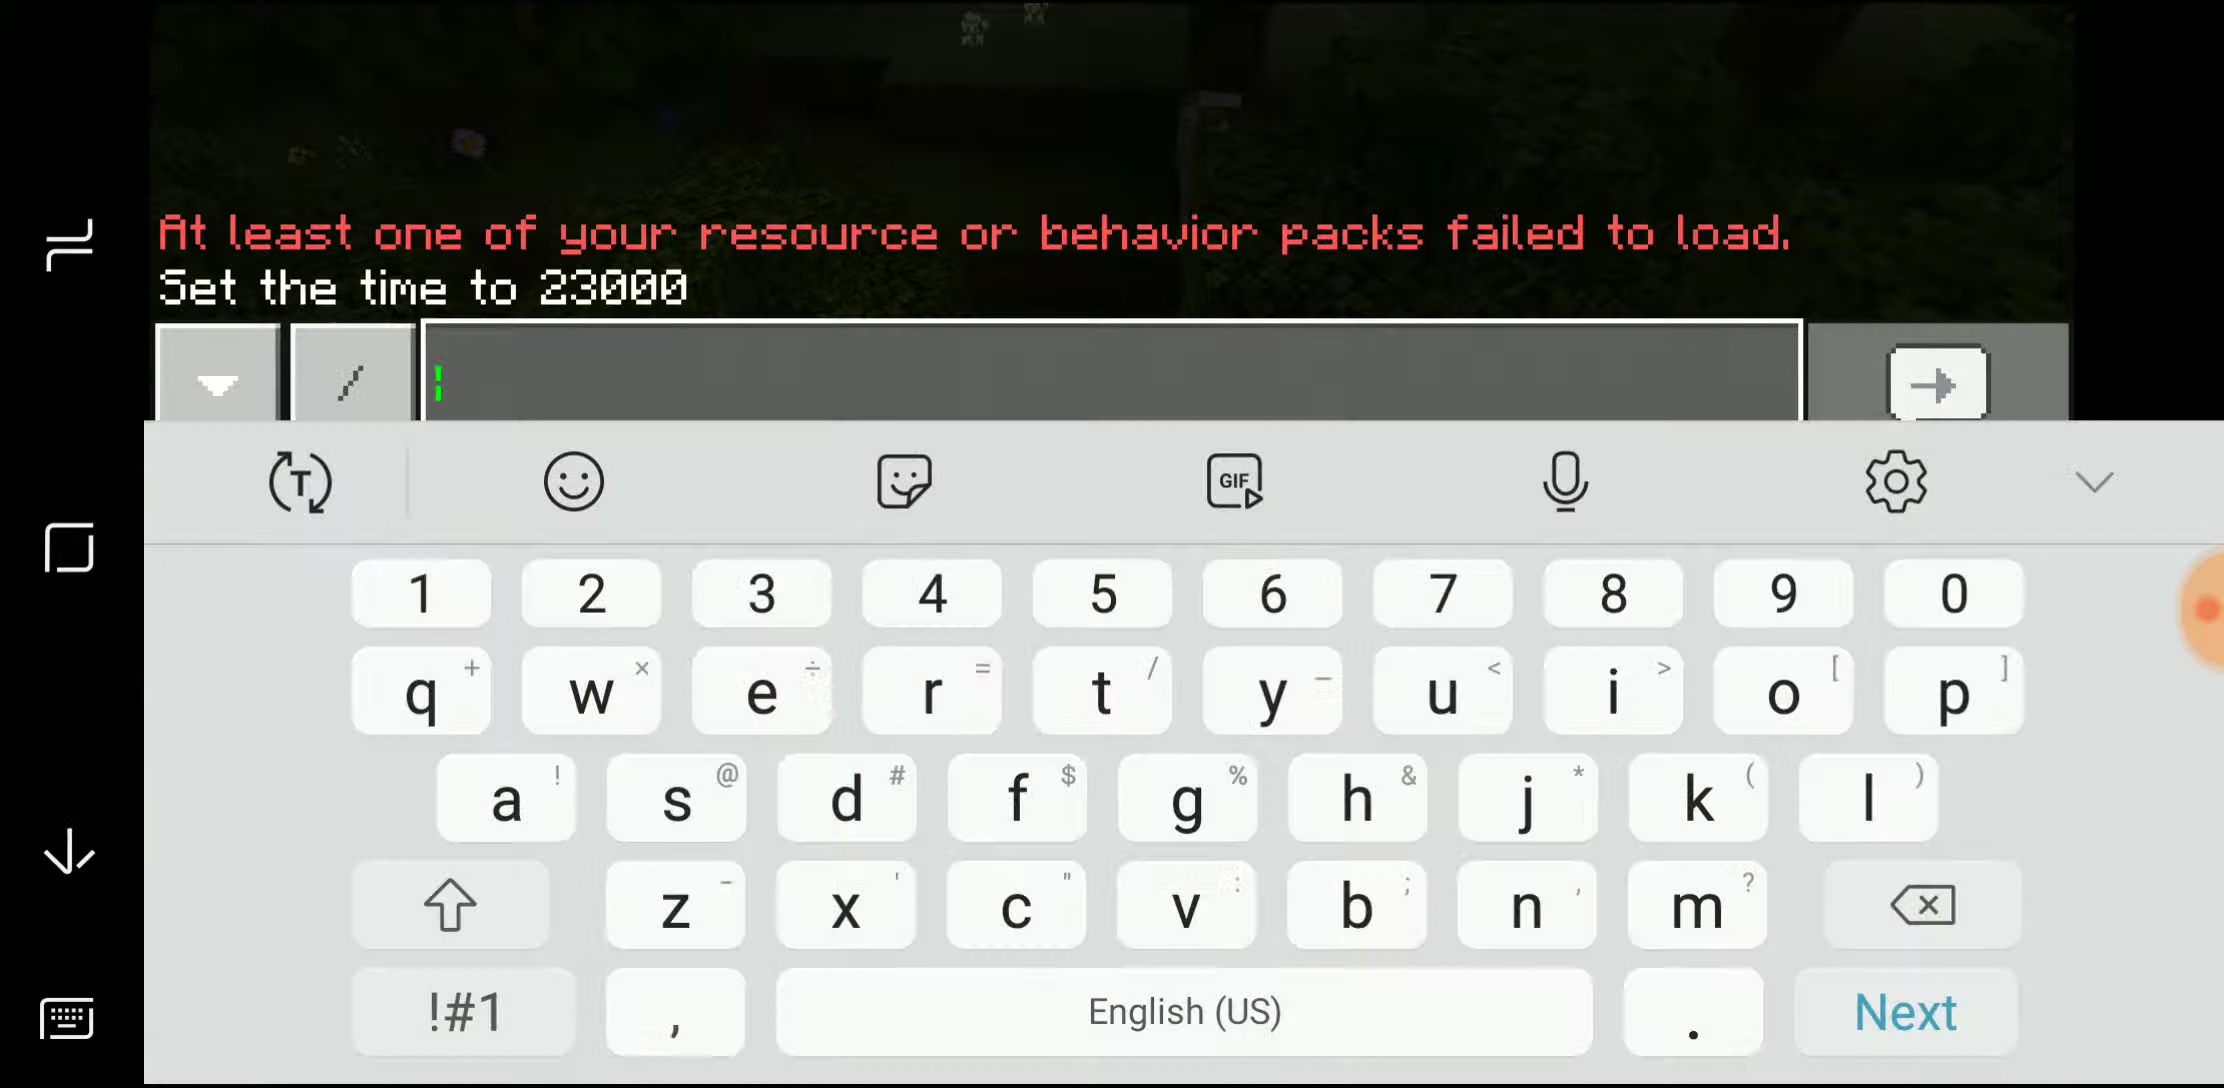 At least one of your resource or behavior packs failed to load.
Set the time to 23000
/
T GIF
1 2 3 4 5 6 7 8 9 0
q + w × e ÷ r = t / y _ u < i > o [ p ]
a ! s @ d # f $ g % h & j * k ( l )
z - x ' c " v : b ; n , m ?
!#1 , English (US) . Next